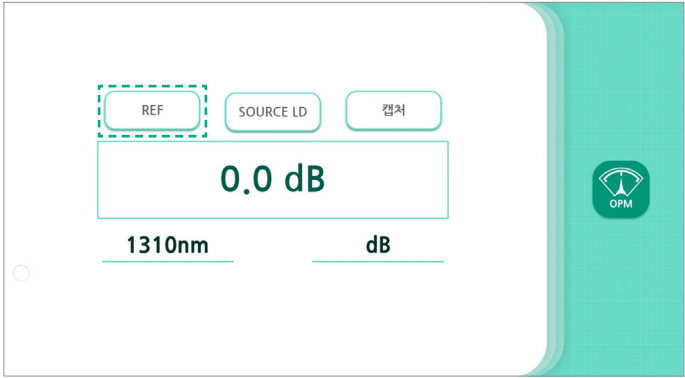 REF
SOURCE LD
캡처
0.0 dB
OPM
1310nm
dB